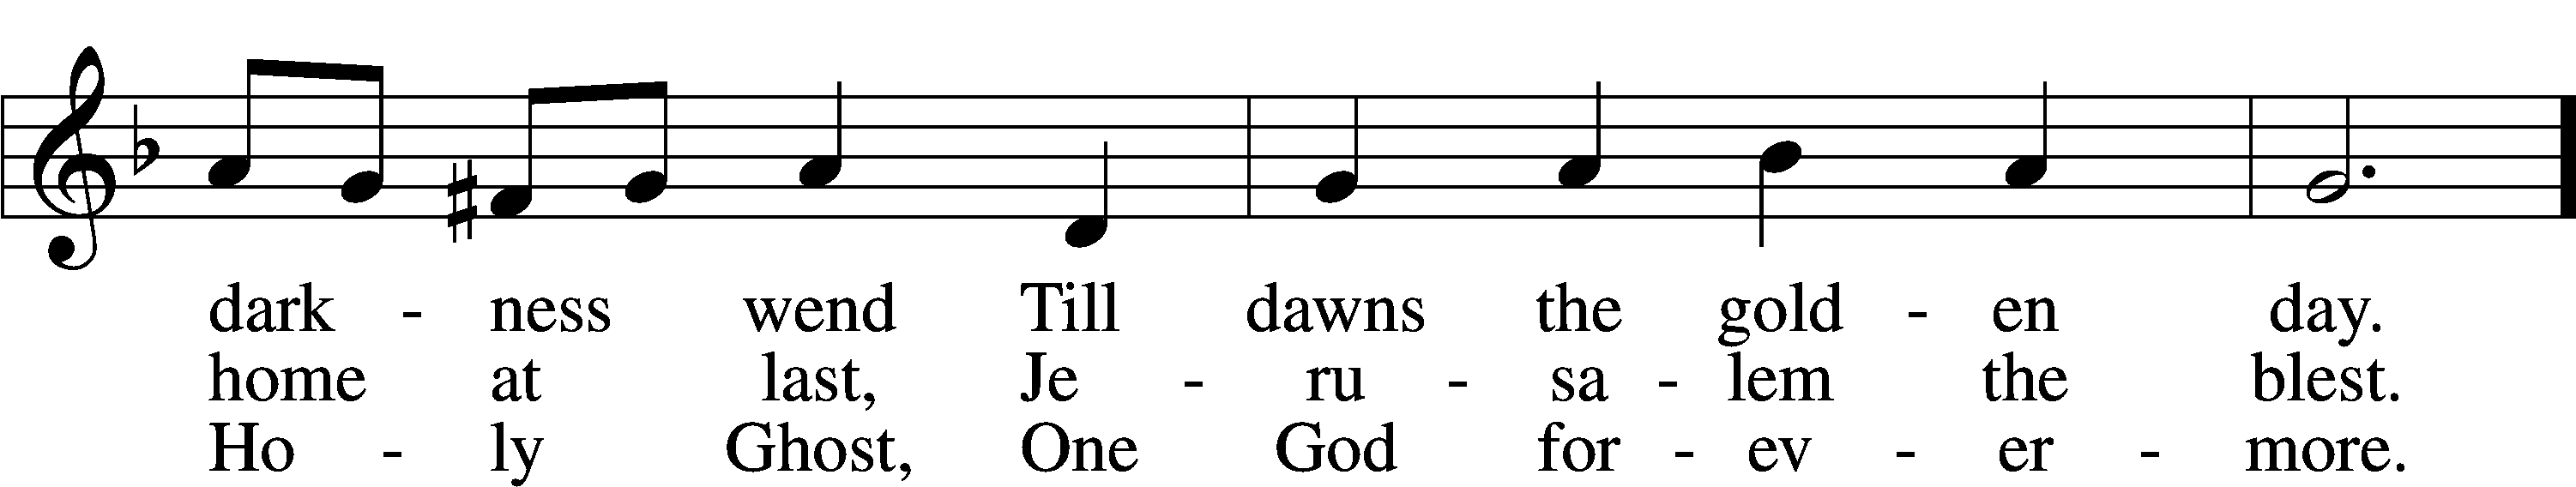 dark - ness wend Till dawns the gold - en day.
home at last, Je - ru - sa - lem the blest.
Ho - ly Ghost, One God for - ev - er - more.